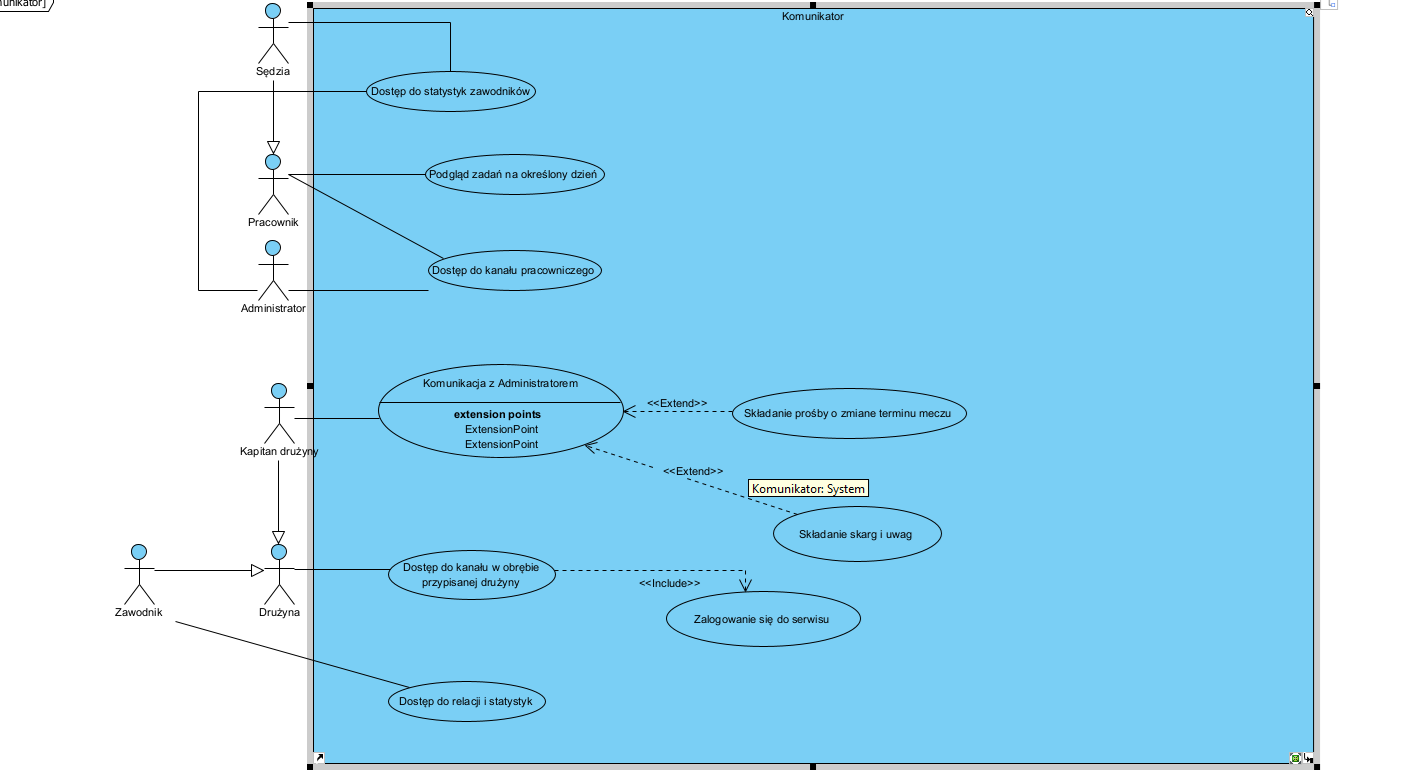 unikator]
Komunikator
Sędzia
Dostęp do statystyk zawodników
Podgląd zadań na określony dzień
Pracownik
Dostęp do kanału pracowniczego
Administrator
Komunikacja z Administratorem
extension points
ExtensionPoint
ExtensionPoint
<<Extend>>
Składanie prośby o zmiane terminu meczu
Kapitan drużyny
<<Extend>>
Komunikator: System
Składanie skarg i uwag
Dostęp do kanału w obrębie
przypisanej drużyny
<<Include>>
Zawodnik
Drużyna
Zalogowanie się do serwisu
Dostęp do relacji i statystyk